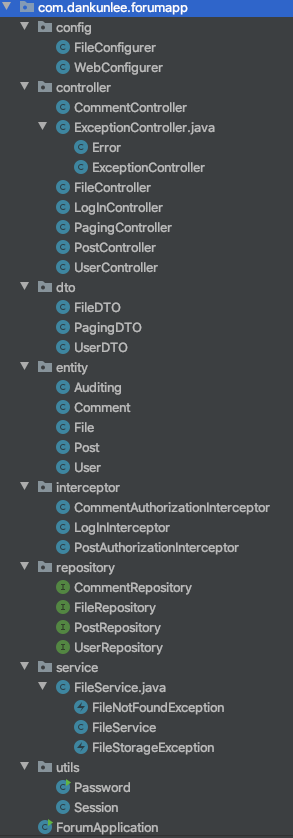 com.dankunlee.forumapp
config
FileConfigurer
WebConfigurer
controller
CommentController
ExceptionController.java
Error
ExceptionController
FileController
LogInController
PagingController
PostController
UserController
dto
FileDTO
PagingDTO
UserDTO
entity
Auditing
Comment
File
Post
User
interceptor
CommentAuthorizationInterceptor
LogInInterceptor
PostAuthorizationInterceptor
repository
CommentRepository
FileRepository
PostRepository
UserRepository
service
FileService.java
FileNotFoundException
FileService
FileStorageException
utils
Password
Session
ForumApplication